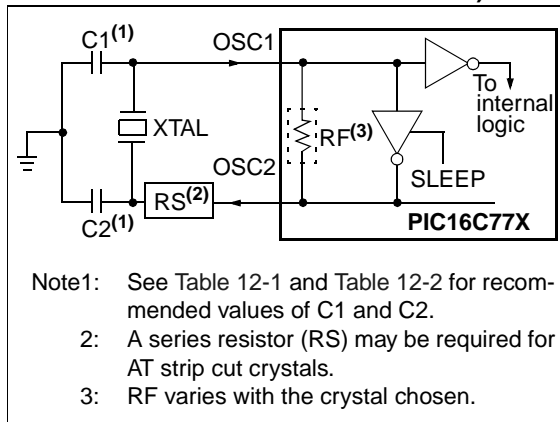 C1(1)
OSC1
To
internal
logic
XTAL
RF(3)
OSC2
SLEEP
RS(2)
C2(1)
PIC16C77X
Note1: See Table 12-1 and Table 12-2 for recom-
mended values of C1 and C2.
2: A series resistor (RS) may be required for
AT strip cut crystals.
3: RF varies with the crystal chosen.